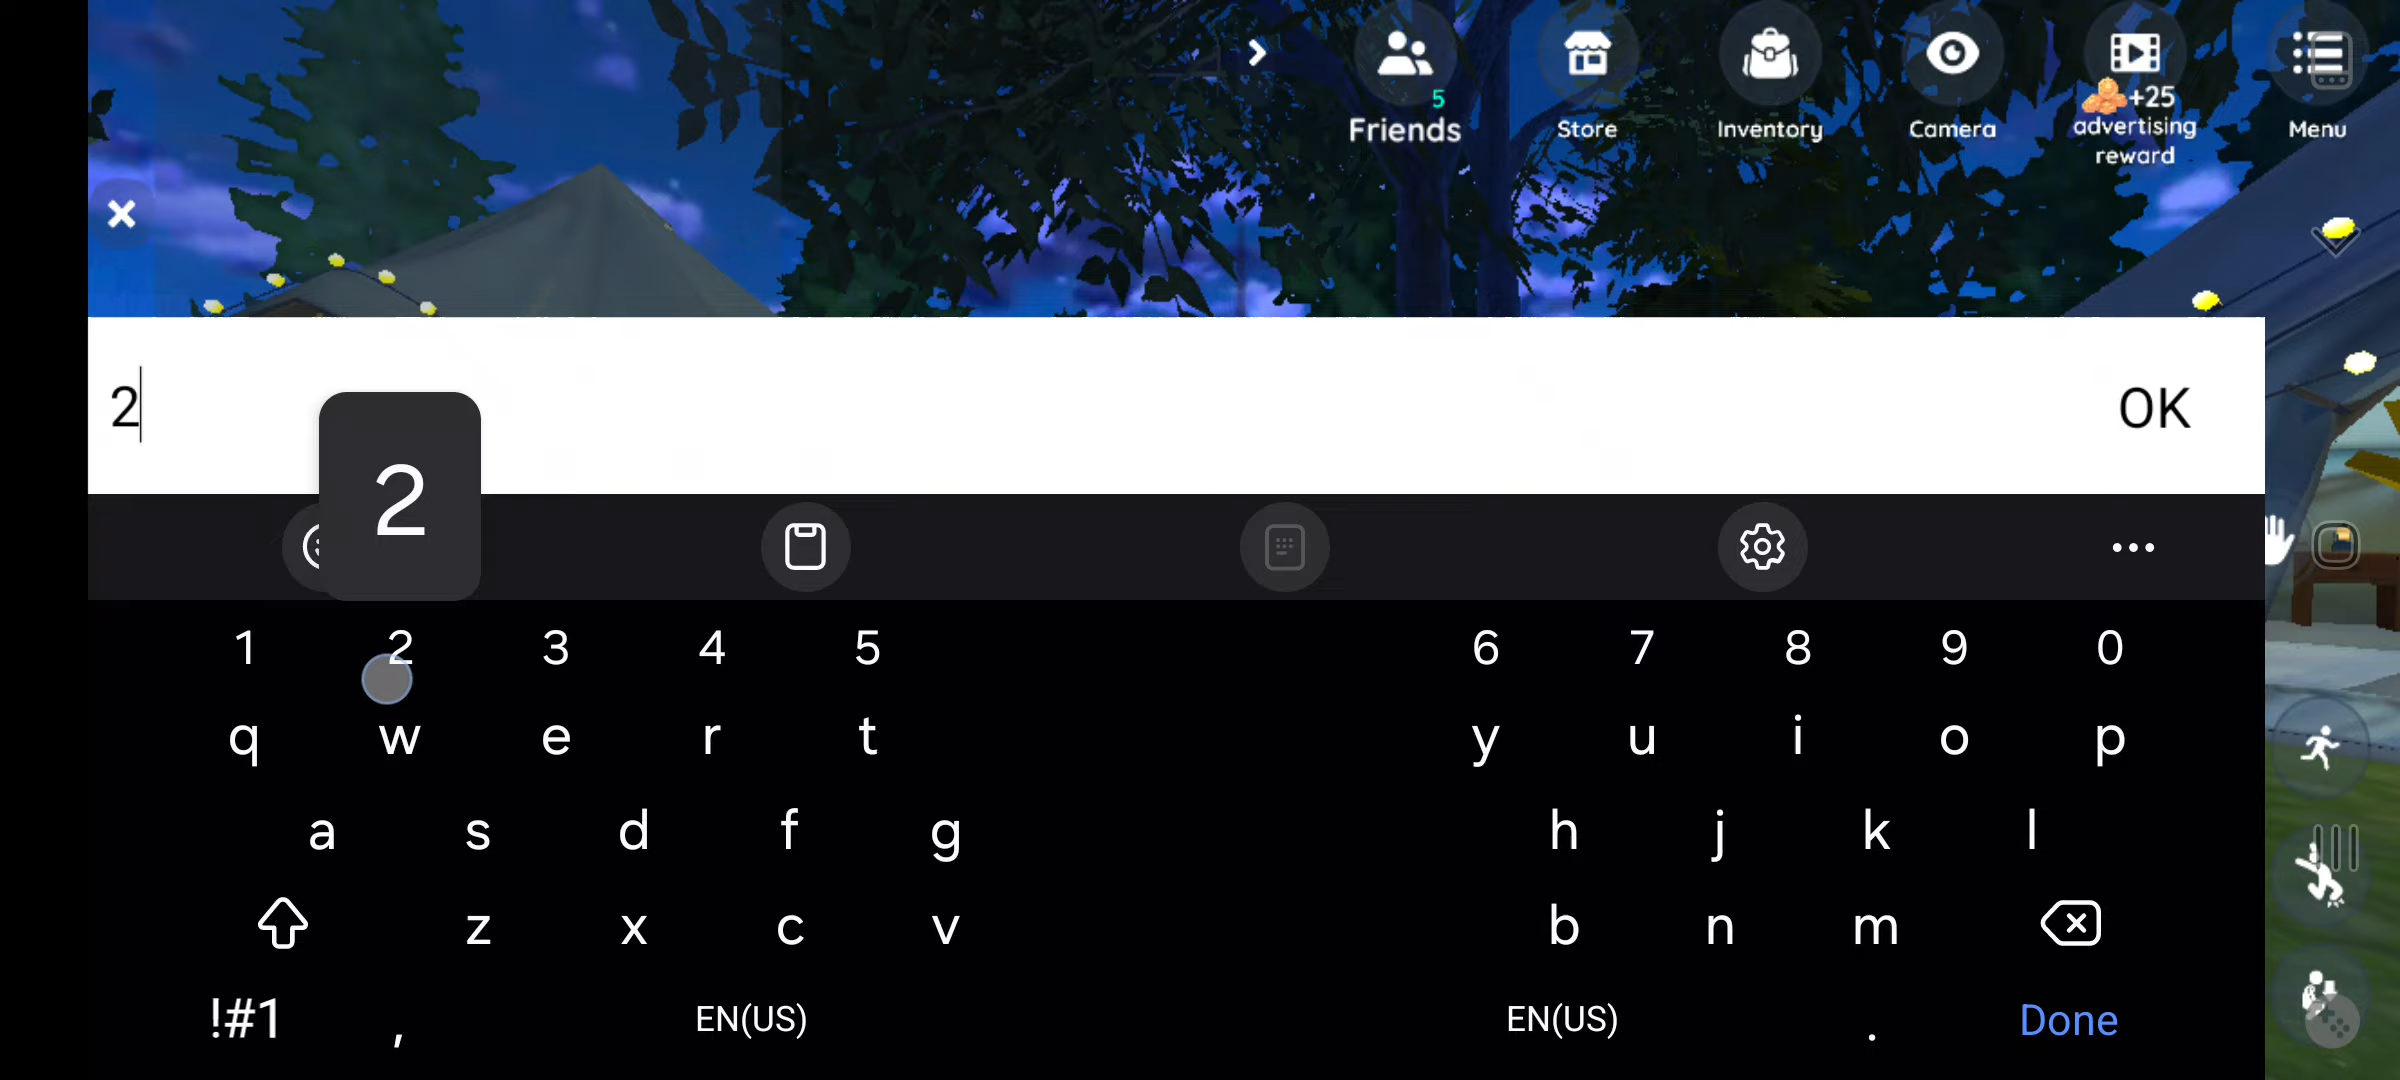 5
Friends
Store
Inventory
Camera
+25
advertising
reward
Menu
2
OK
2
1 2 3 4 5 6 7 8 9 0
q w e r t y u i o p
a s d f g h j k l
z x c v b n m
!#1 , EN(US) EN(US) . Done